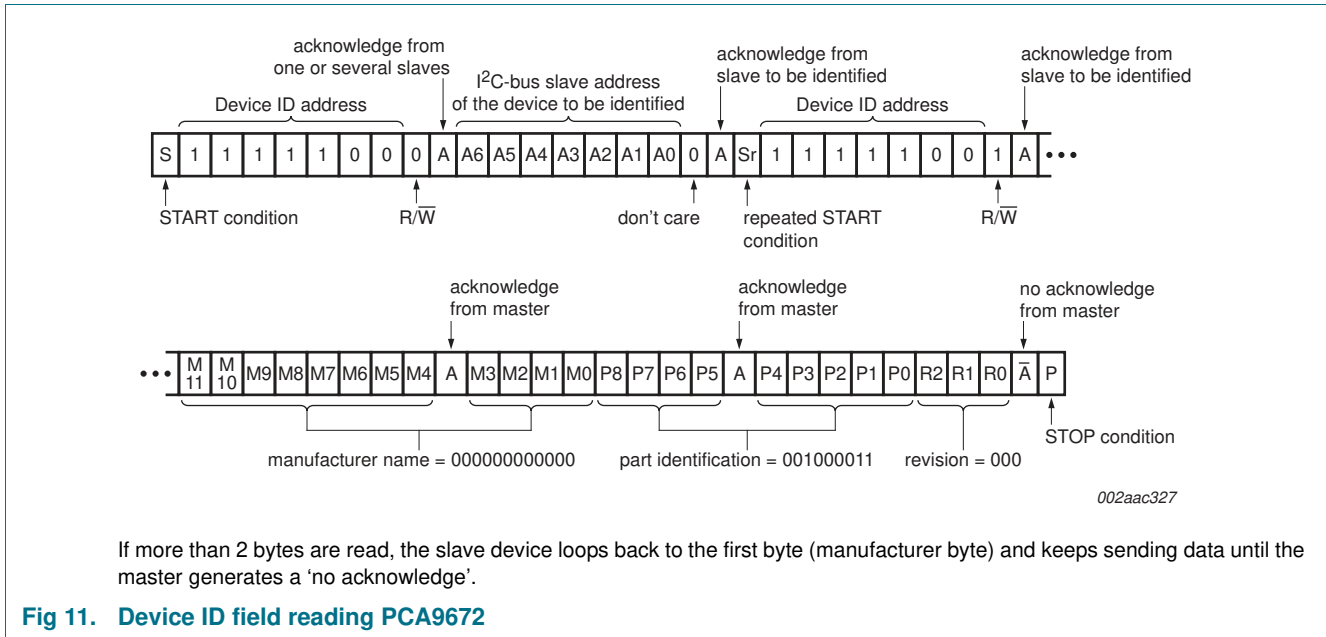 acknowledge from
one or several slaves
I2C-bus slave address
of the device to be identified
acknowledge from
slave to be identified
acknowledge from
slave to be identified
Device ID address
Device ID address
S 1 1 1 1 1 0 0 0 A A6 A5 A4 A3 A2 A1 A0 0 A Sr 1 1 1 1 1 0 0 1 A •••
START condition
R/W̅
don't care
repeated START
condition
R/W̅
acknowledge
from master
acknowledge
from master
no acknowledge
from master
••• M11 M10 M9 M8 M7 M6 M5 M4 A M3 M2 M1 M0 P8 P7 P6 P5 A P4 P3 P2 P1 P0 R2 R1 R0 A̅ P
STOP condition
manufacturer name = 000000000000
part identification = 001000011
revision = 000
002aac327
If more than 2 bytes are read, the slave device loops back to the first byte (manufacturer byte) and keeps sending data until the
master generates a ‘no acknowledge’.
Fig 11. Device ID field reading PCA9672